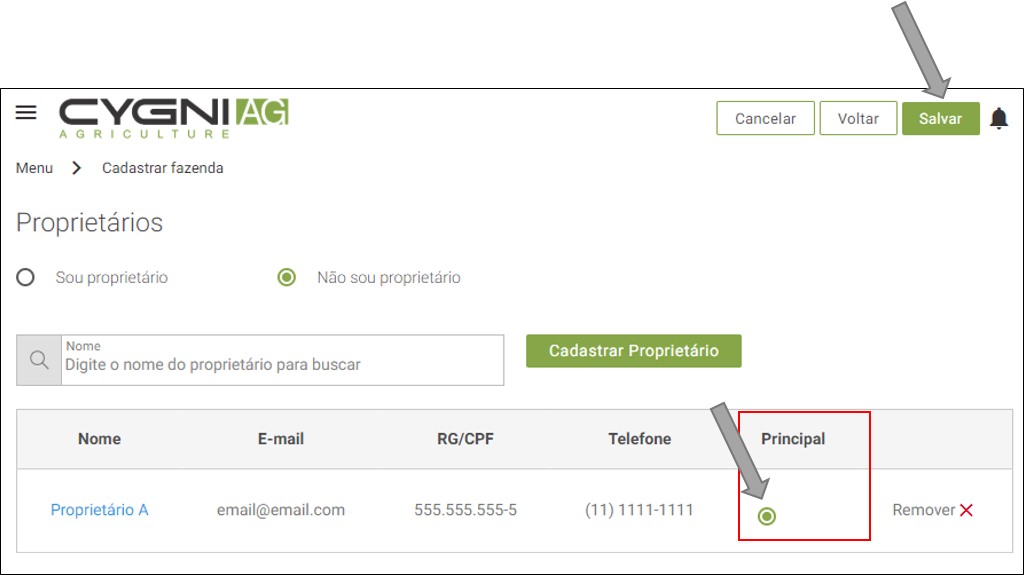 CYGNI AG
AGRICULTURE
Cancelar Voltar Salvar
Menu Cadastrar fazenda
Proprietários
Sou proprietário Não sou proprietário
Nome
Digite o nome do proprietário para buscar
Cadastrar Proprietário
Nome E-mail RG/CPF Telefone Principal
Proprietário A email@email.com 555.555.555-5 (11) 1111-1111 Remover